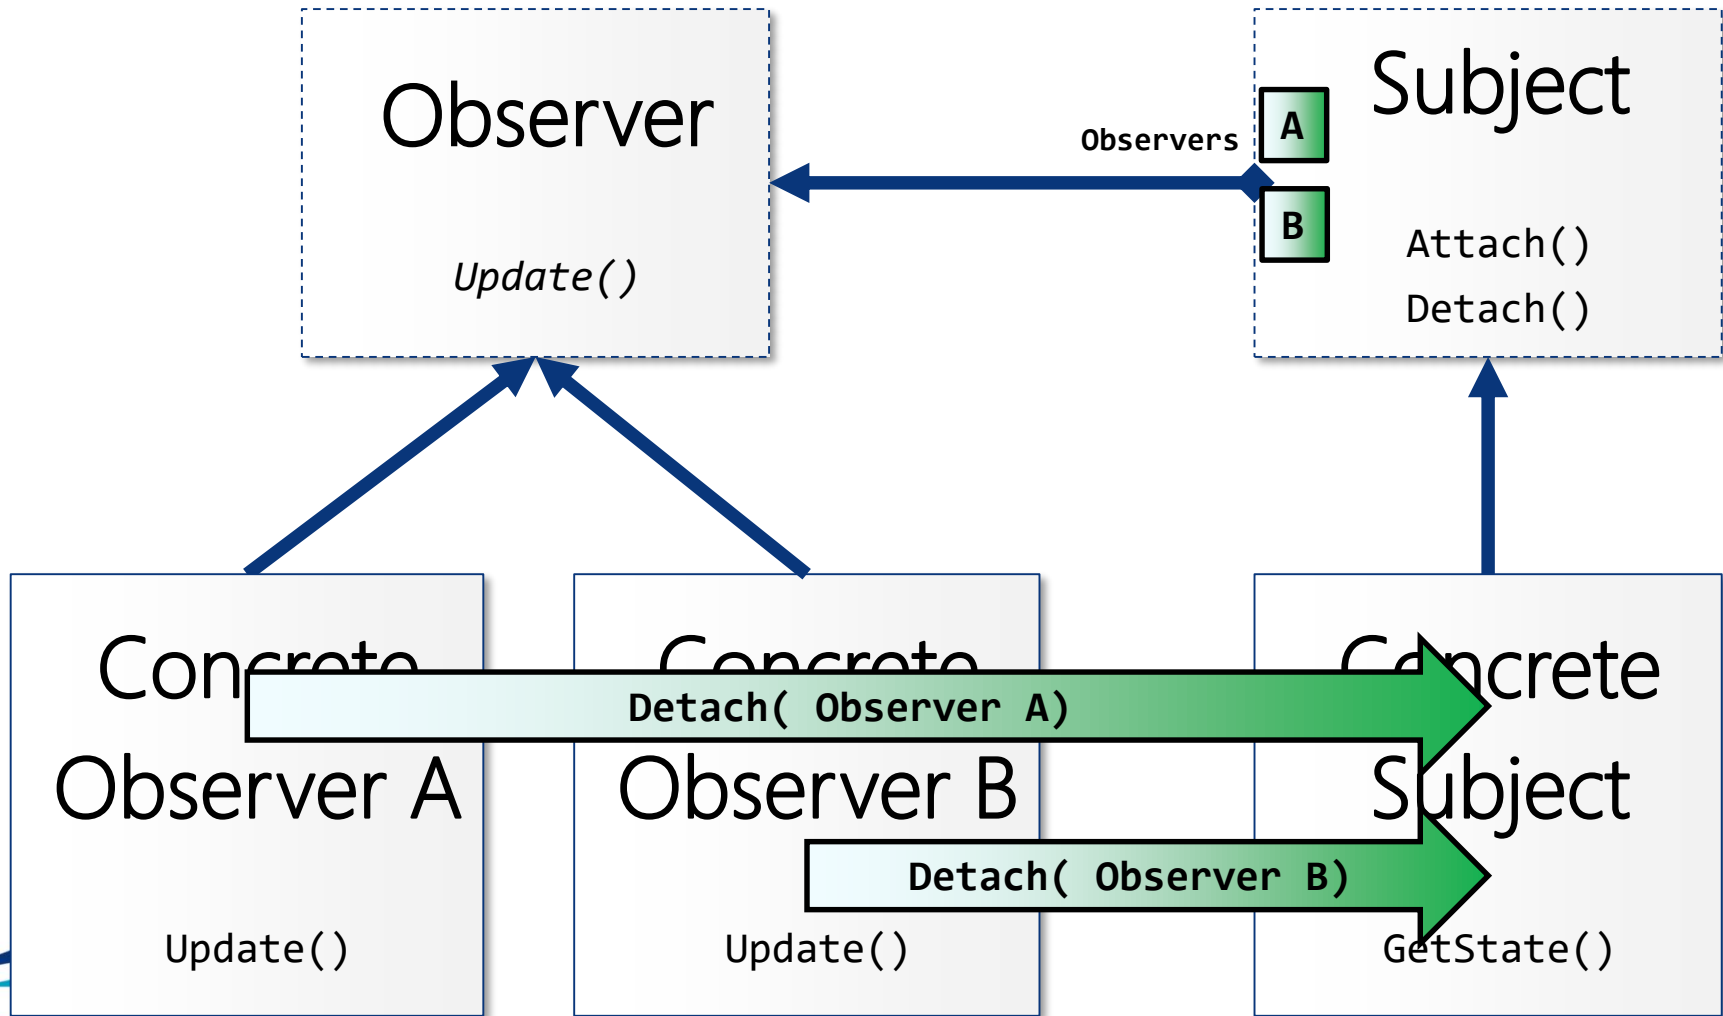 Observer
Update()
Observers
A
B
Subject
Attach()
Detach()
Concrete
Observer A
Update()
Concrete
Observer B
Update()
Concrete
Subject
GetState()
Detach( Observer A)
Detach( Observer B)